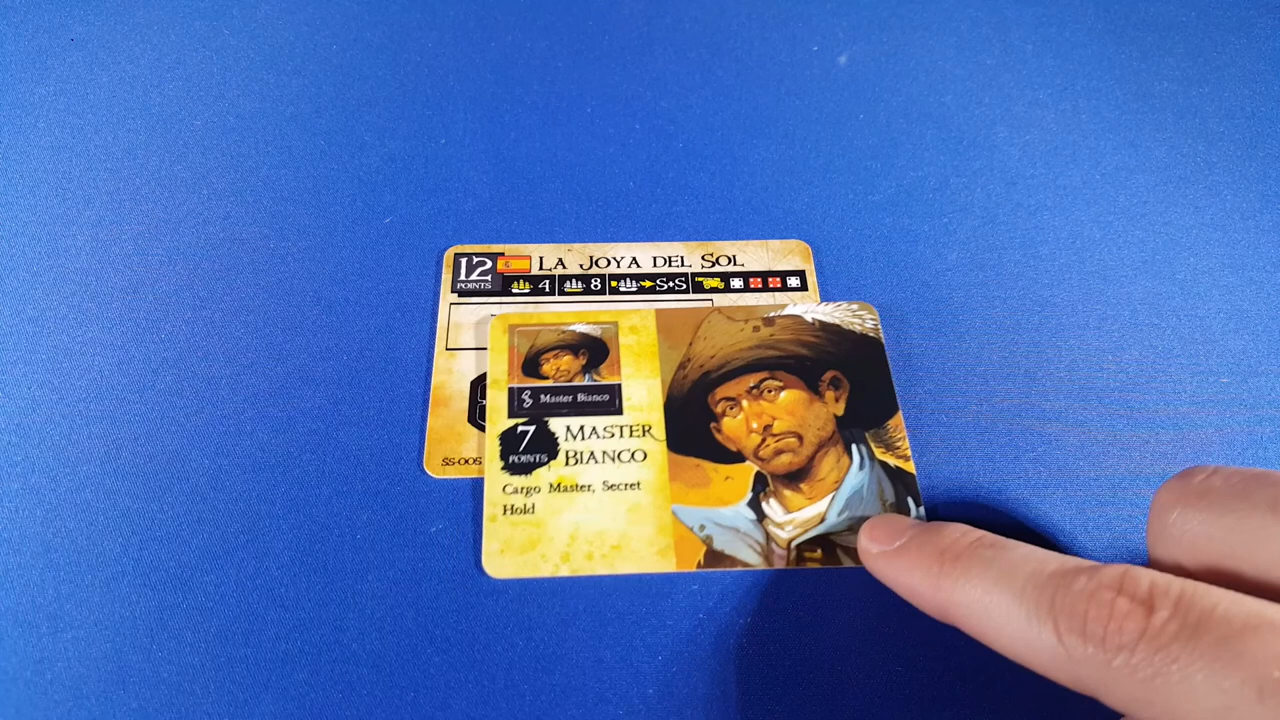 12 LA JOYA DEL SOL
POINTS 4 8 S+S
8 Master Bianco
7 MASTER
POINTS BIANCO
Cargo Master, Secret
Hold
SS-005